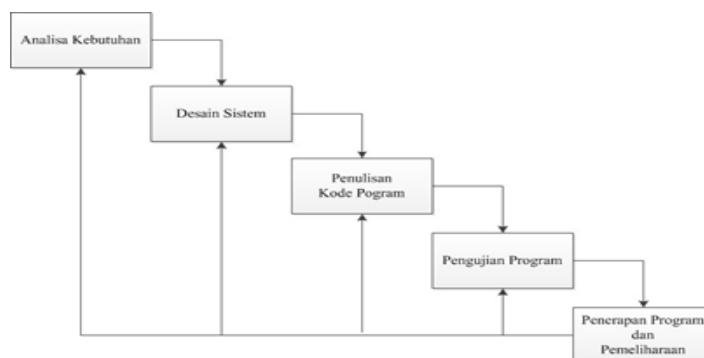 Analisa Kebutuhan
Desain Sistem
Penulisan
Kode Pogram
Pengujian Program
Penerapan Program
dan
Pemeliharaan